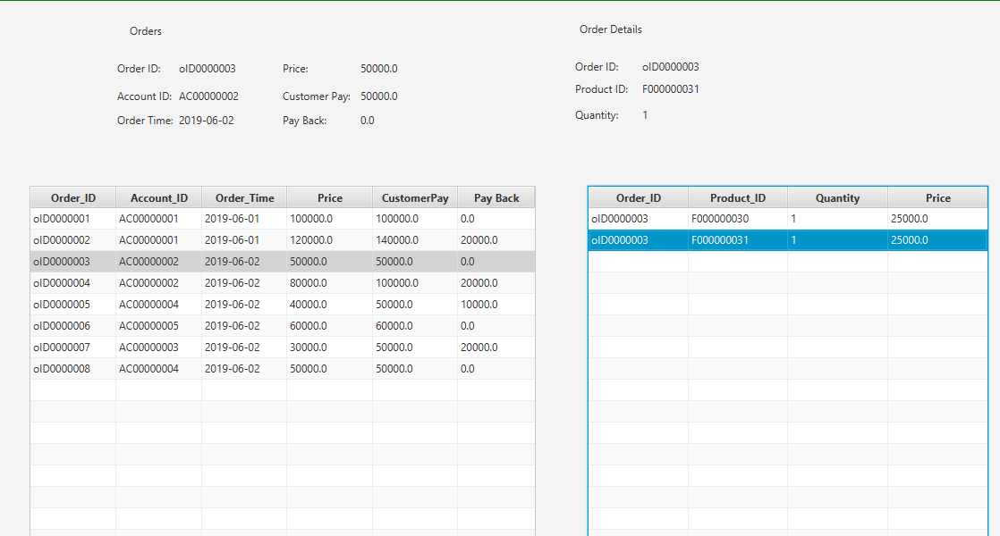 Orders
Order ID: oID0000003 Price: 50000.0
Account ID: AC00000002 Customer Pay: 50000.0
Order Time: 2019-06-02 Pay Back: 0.0
Order_ID Account_ID Order_Time Price CustomerPay Pay Back
oID0000001 AC00000001 2019-06-01 100000.0 100000.0 0.0
oID0000002 AC00000001 2019-06-01 120000.0 140000.0 20000.0
oID0000003 AC00000002 2019-06-02 50000.0 50000.0 0.0
oID0000004 AC00000002 2019-06-02 80000.0 100000.0 20000.0
oID0000005 AC00000004 2019-06-02 40000.0 50000.0 10000.0
oID0000006 AC00000005 2019-06-02 60000.0 60000.0 0.0
oID0000007 AC00000003 2019-06-02 30000.0 50000.0 20000.0
oID0000008 AC00000004 2019-06-02 50000.0 50000.0 0.0
Order Details
Order ID: oID0000003
Product ID: F000000031
Quantity: 1
Order_ID Product_ID Quantity Price
oID0000003 F000000030 1 25000.0
oID0000003 F000000031 1 25000.0